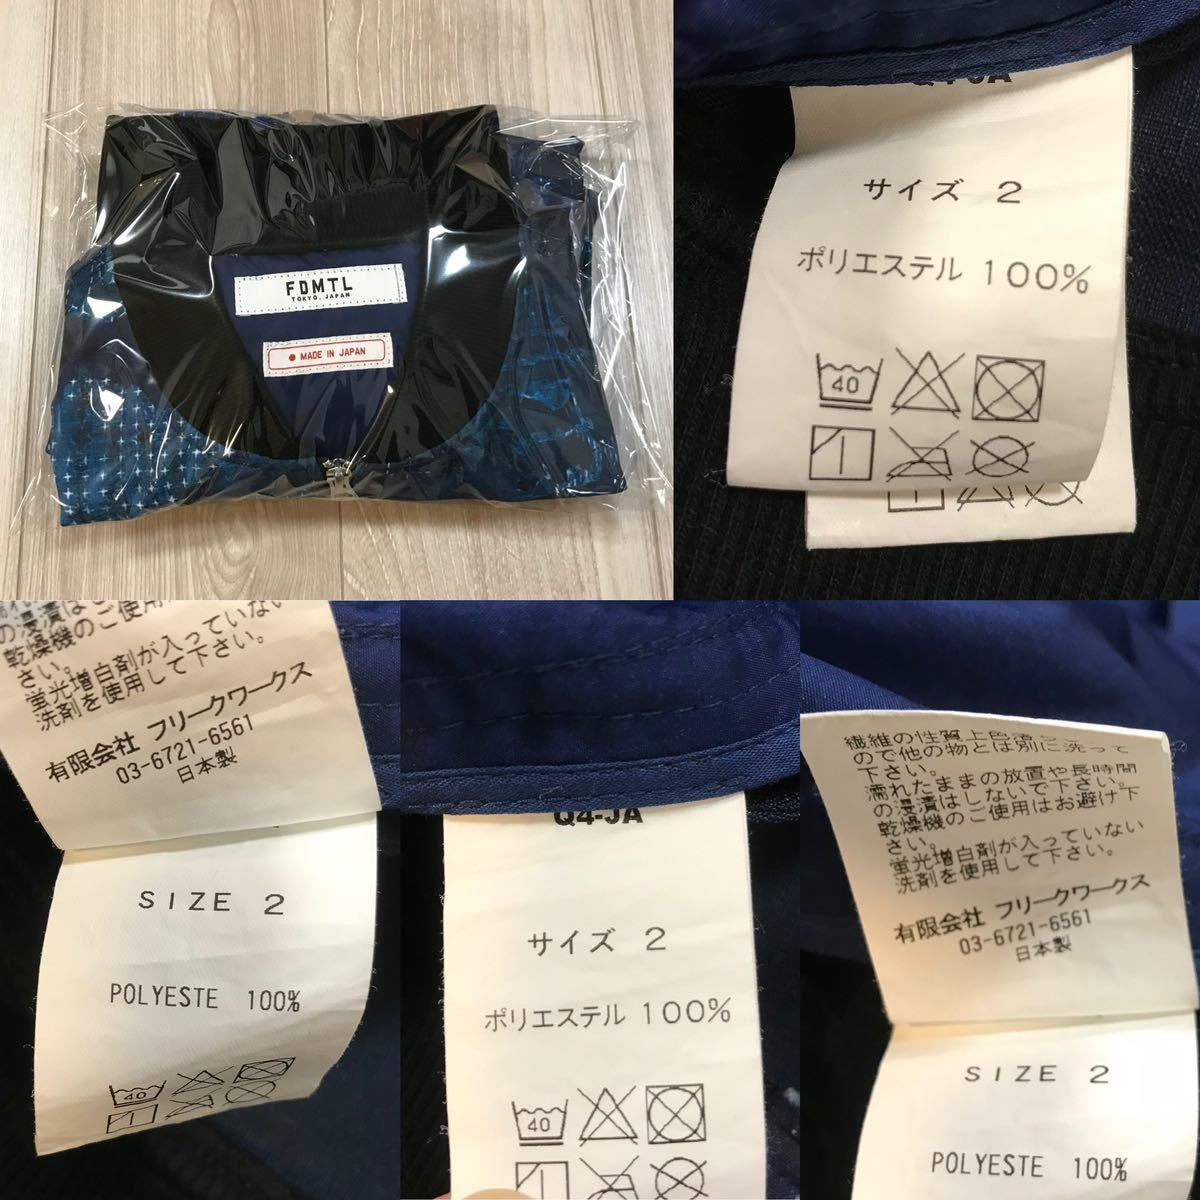 FDMTL
TOKYO, JAPAN
MADE IN JAPAN
サイズ 2
ポリエステル 100%
40
の浸漬は
乾燥機のご使用
さい。
蛍光増白剤が入っていない
洗剤を使用して下さい。
有限会社 フリークワークス
03-6721-6561
日本製
SIZE 2
POLYESTE 100%
40
Q4-JA
サイズ 2
ポリエステル 100%
40
繊維の性質上色
ので他の物とは別に洗って
下さい。
濡れたままの放置や長時間
の浸漬はしないで下さい。
乾燥機のご使用はお避け下
さい。
蛍光増白剤が入っていない
洗剤を使用して下さい。
有限会社 フリークワークス
03-6721-6561
日本製
SIZE 2
POLYESTE 100%